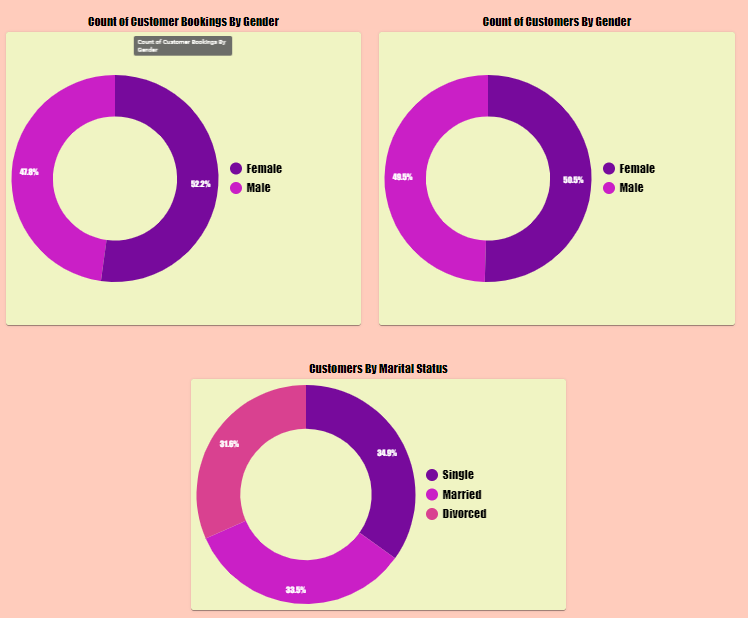 Count of Customer Bookings By Gender
Count of Customer Bookings By
Gender
47.8%
52.2%
Female
Male
Count of Customers By Gender
49.5%
50.5%
Female
Male
Customers By Marital Status
31.6%
34.9%
33.5%
Single
Married
Divorced